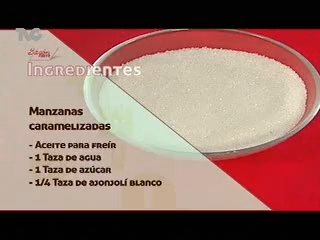 TVC
Ingredientes
Manzanas
caramelizadas
- Aceite para freír
- 1 Taza de agua
- 1 Taza de azúcar
- 1/4 Taza de ajonjolí blanco